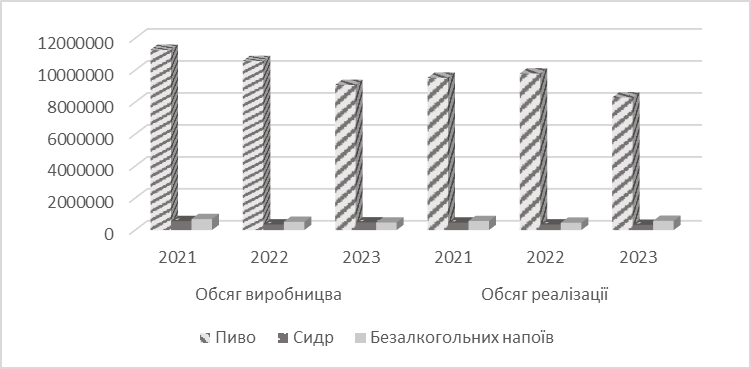 12000000
10000000
8000000
6000000
4000000
2000000
0
2021 2022 2023 2021 2022 2023
Обсяг виробницва Обсяг реалізації
Пиво Сидр Безалкогольних напоїв